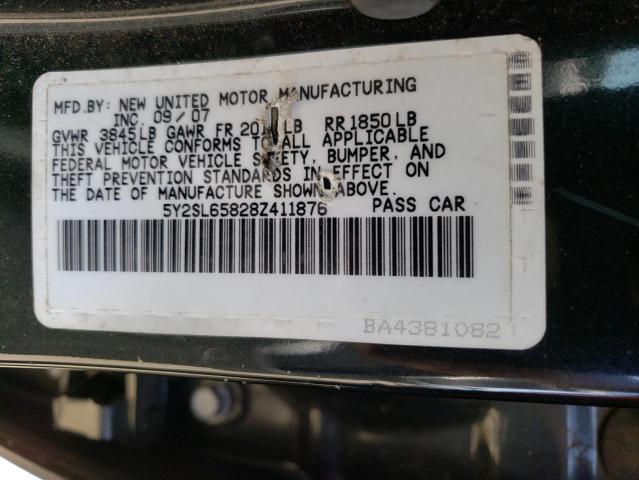 MFD.BY: NEW UNITED MOTOR MANUFACTURING
INC. 09/07
GVWR 3845LB GAWR FR LB RR1850LB
THIS VEHICLE CONFORMS TO ALL APPLICABLE
FEDERAL MOTOR VEHICLE SAFETY, BUMPER, AND
THEFT PREVENTION STANDARDS IN EFFECT ON
THE DATE OF MANUFACTURE SHOWN ABOVE.
5Y2SL65828Z411876 PASS CAR
BA4381082